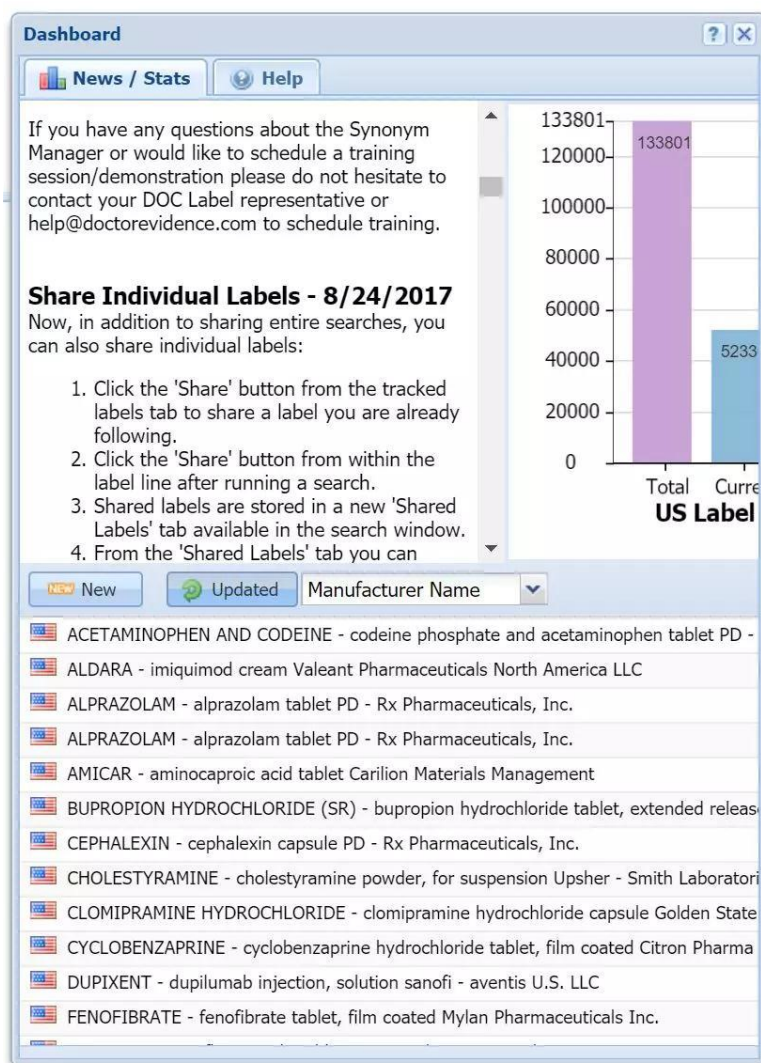 Dashboard
?
News / Stats
Help
If you have any questions about the Synonym
Manager or would like to schedule a training
session/demonstration please do not hesitate to
contact your DOC Label representative or
help@doctorevidence.com to schedule training.
Share Individual Labels - 8/24/2017
Now, in addition to sharing entire searches, you
can also share individual labels:
1. Click the 'Share' button from the tracked
labels tab to share a label you are already
following.
2. Click the 'Share' button from within the
label line after running a search.
3. Shared labels are stored in a new 'Shared
Labels' tab available in the search window.
4. From the 'Shared Labels' tab you can
133801
120000
100000
80000
60000
40000
20000
0
133801
5233
Total Curre
US Label
NEW New
Updated
Manufacturer Name
ACETAMINOPHEN AND CODEINE - codeine phosphate and acetaminophen tablet PD -
ALDARA - imiquimod cream Valeant Pharmaceuticals North America LLC
ALPRAZOLAM - alprazolam tablet PD - Rx Pharmaceuticals, Inc.
ALPRAZOLAM - alprazolam tablet PD - Rx Pharmaceuticals, Inc.
AMICAR - aminocaproic acid tablet Carilion Materials Management
BUPROPION HYDROCHLORIDE (SR) - bupropion hydrochloride tablet, extended releas
CEPHALEXIN - cephalexin capsule PD - Rx Pharmaceuticals, Inc.
CHOLESTYRAMINE - cholestyramine powder, for suspension Upsher - Smith Laboratori
CLOMIPRAMINE HYDROCHLORIDE - clomipramine hydrochloride capsule Golden State
CYCLOBENZAPRINE - cyclobenzaprine hydrochloride tablet, film coated Citron Pharma
DUPIXENT - dupilumab injection, solution sanofi - aventis U.S. LLC
FENOFIBRATE - fenofibrate tablet, film coated Mylan Pharmaceuticals Inc.